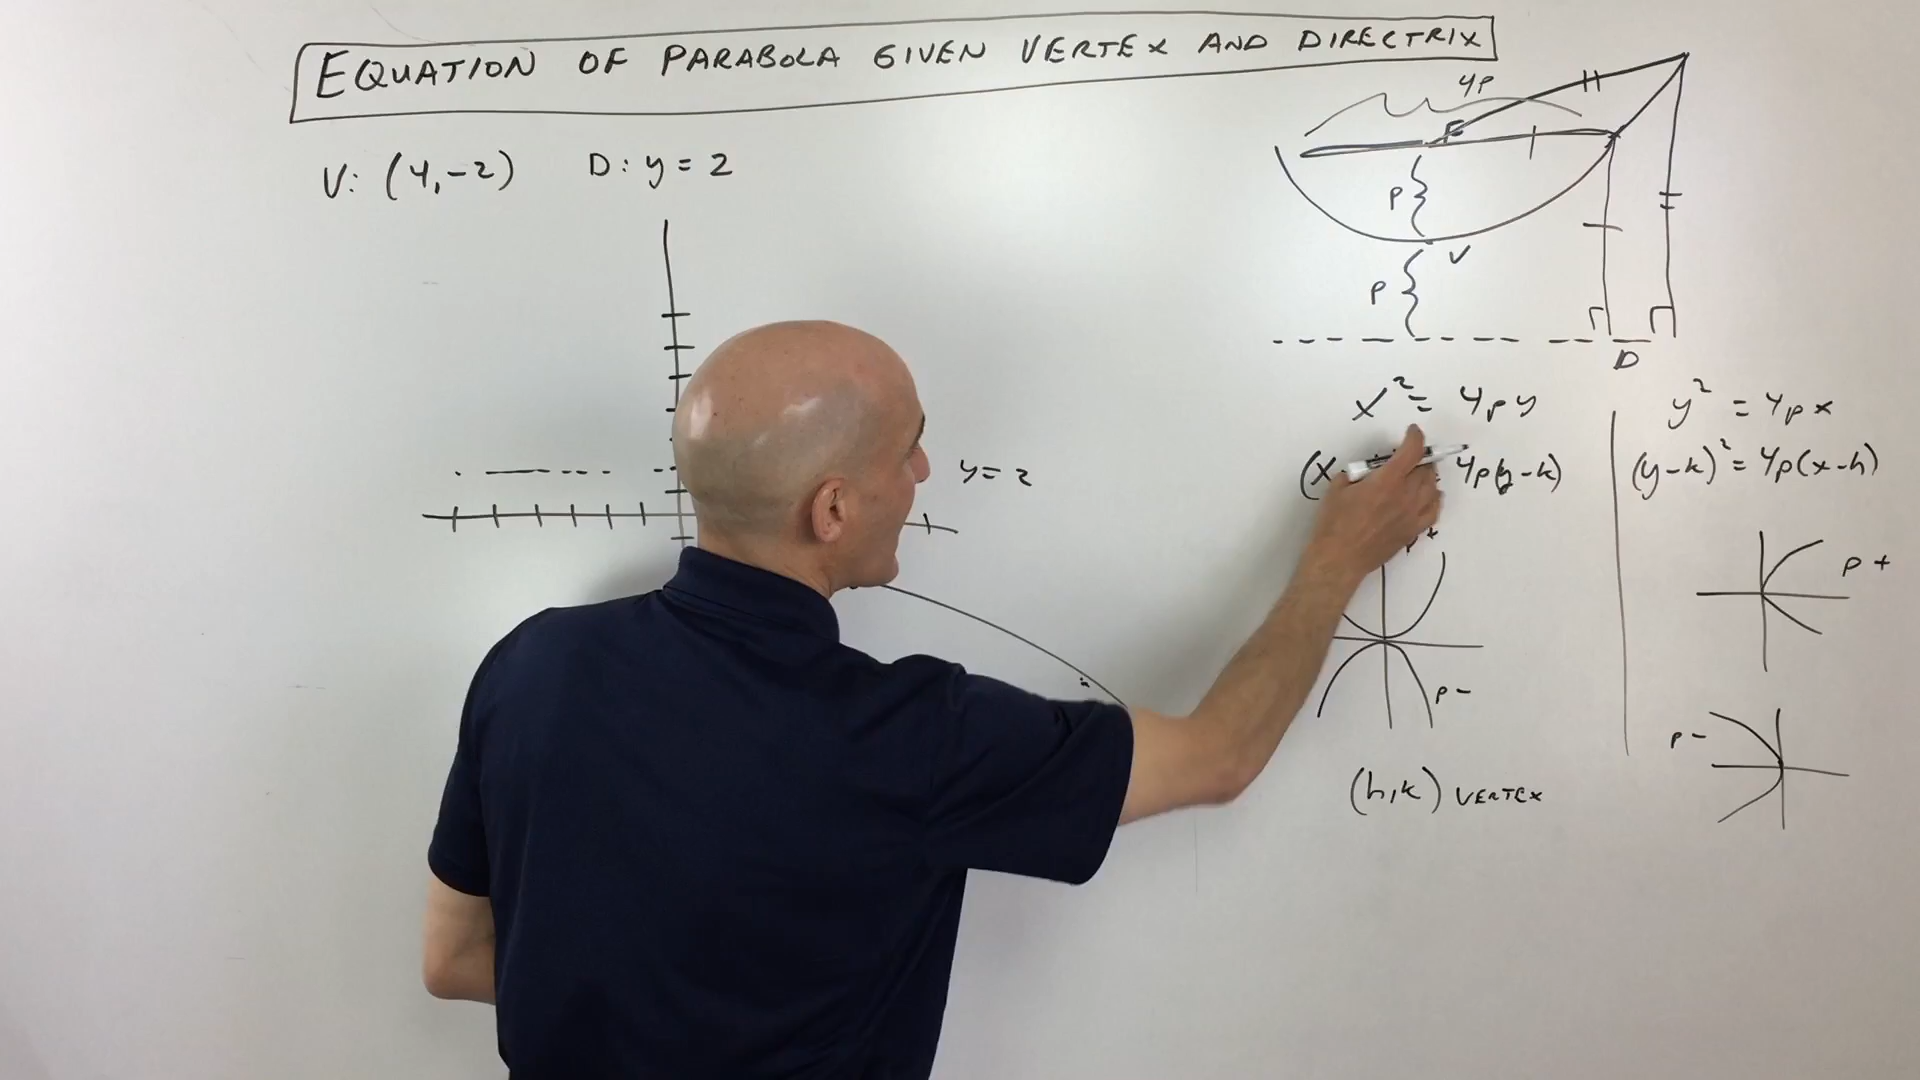 EQUATION OF PARABOLA GIVEN VERTEX AND DIRECTRIX
V: (4,-2) D: y = 2
y = 2
4p
F
p
V
p
D
x² = 4py
(x 4p(y-k)
p+
p-
(h,k) VERTEX
y² = 4px
(y-k)² = 4p(x-h)
p+
p-